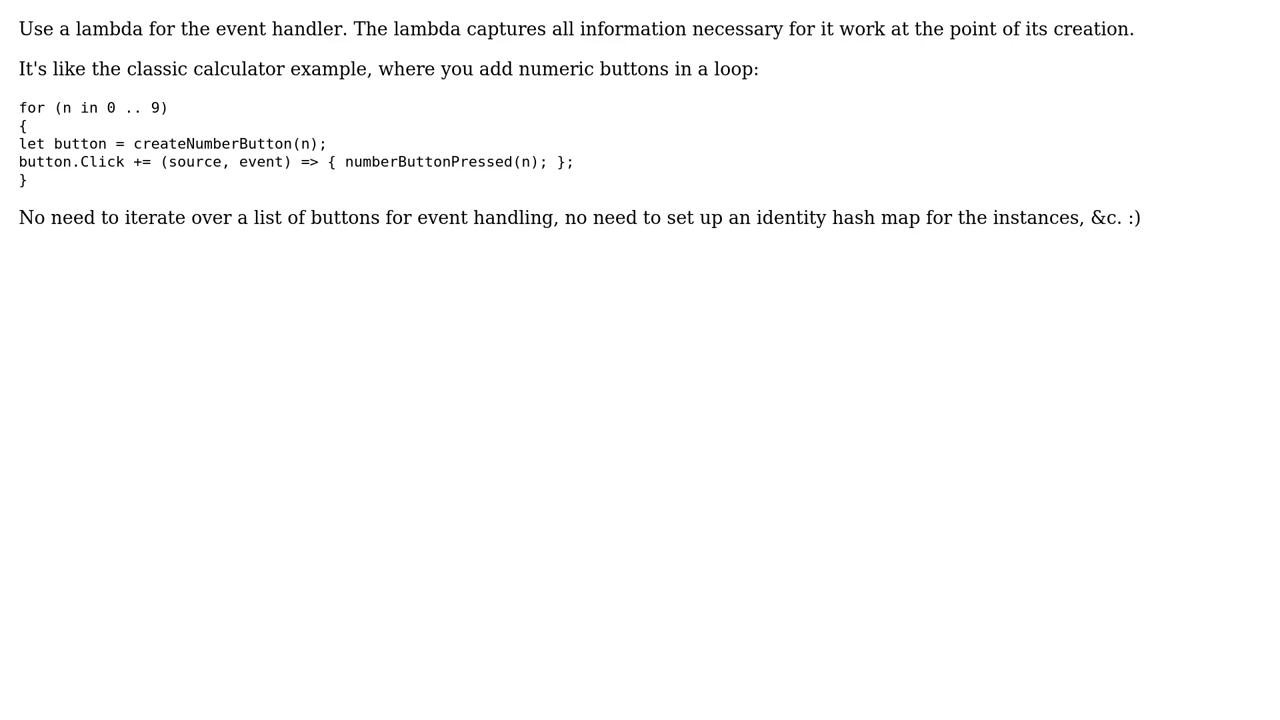 Use a lambda for the event handler. The lambda captures all information necessary for it work at the point of its creation.
It's like the classic calculator example, where you add numeric buttons in a loop:
for (n in 0 .. 9)
{
let button = createNumberButton(n);
button.Click += (source, event) => { numberButtonPressed(n); };
}
No need to iterate over a list of buttons for event handling, no need to set up an identity hash map for the instances, &c. :)